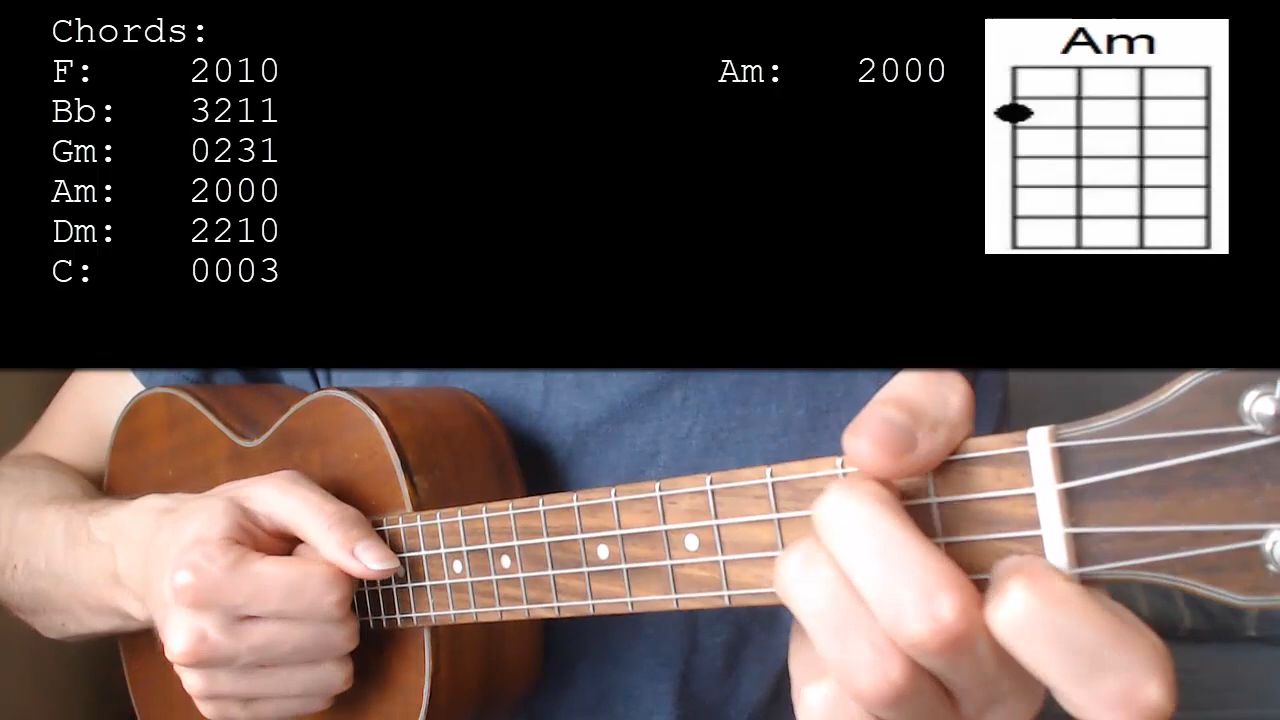 Chords:
F: 2010
Bb: 3211
Gm: 0231
Am: 2000
Dm: 2210
C: 0003
Am: 2000
Am